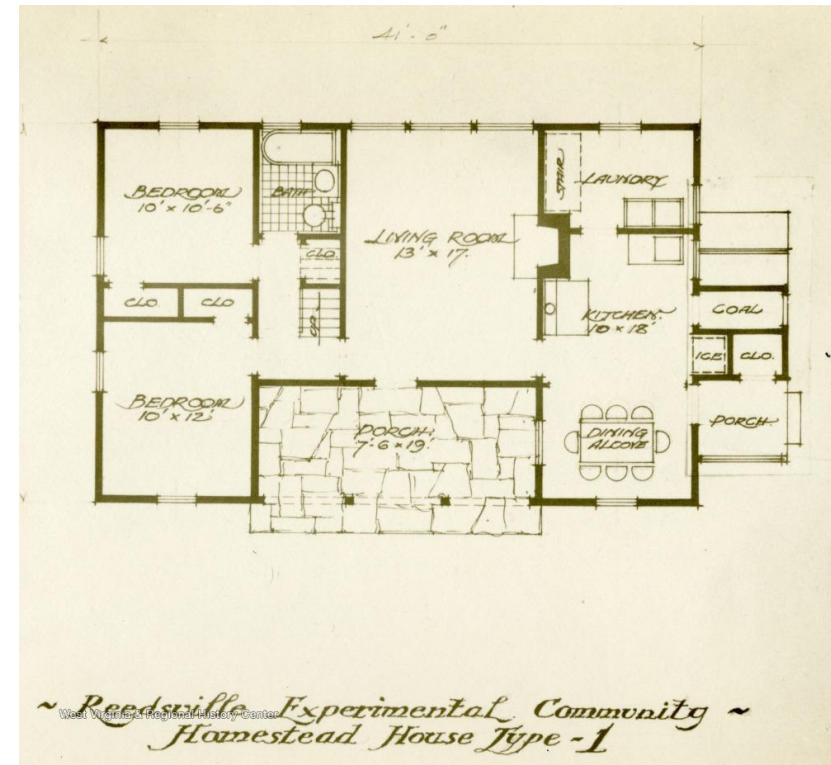 41'-0"
BEDROOM
10' x 10'-6"
BATH
LIVING ROOM
13' x 17'
STAIR
LAUNDRY
CLO
CLO
CLO
UP
KITCHEN
10 x 18'
COAL
ICE
CLO.
BEDROOM
10' x 12'
PORCH
7'-6 x 19'
DINING
ALCOVE
PORCH
~ Reedsville Experimental Community ~
Homestead House Type - 1
West Virginia & Regional History Center